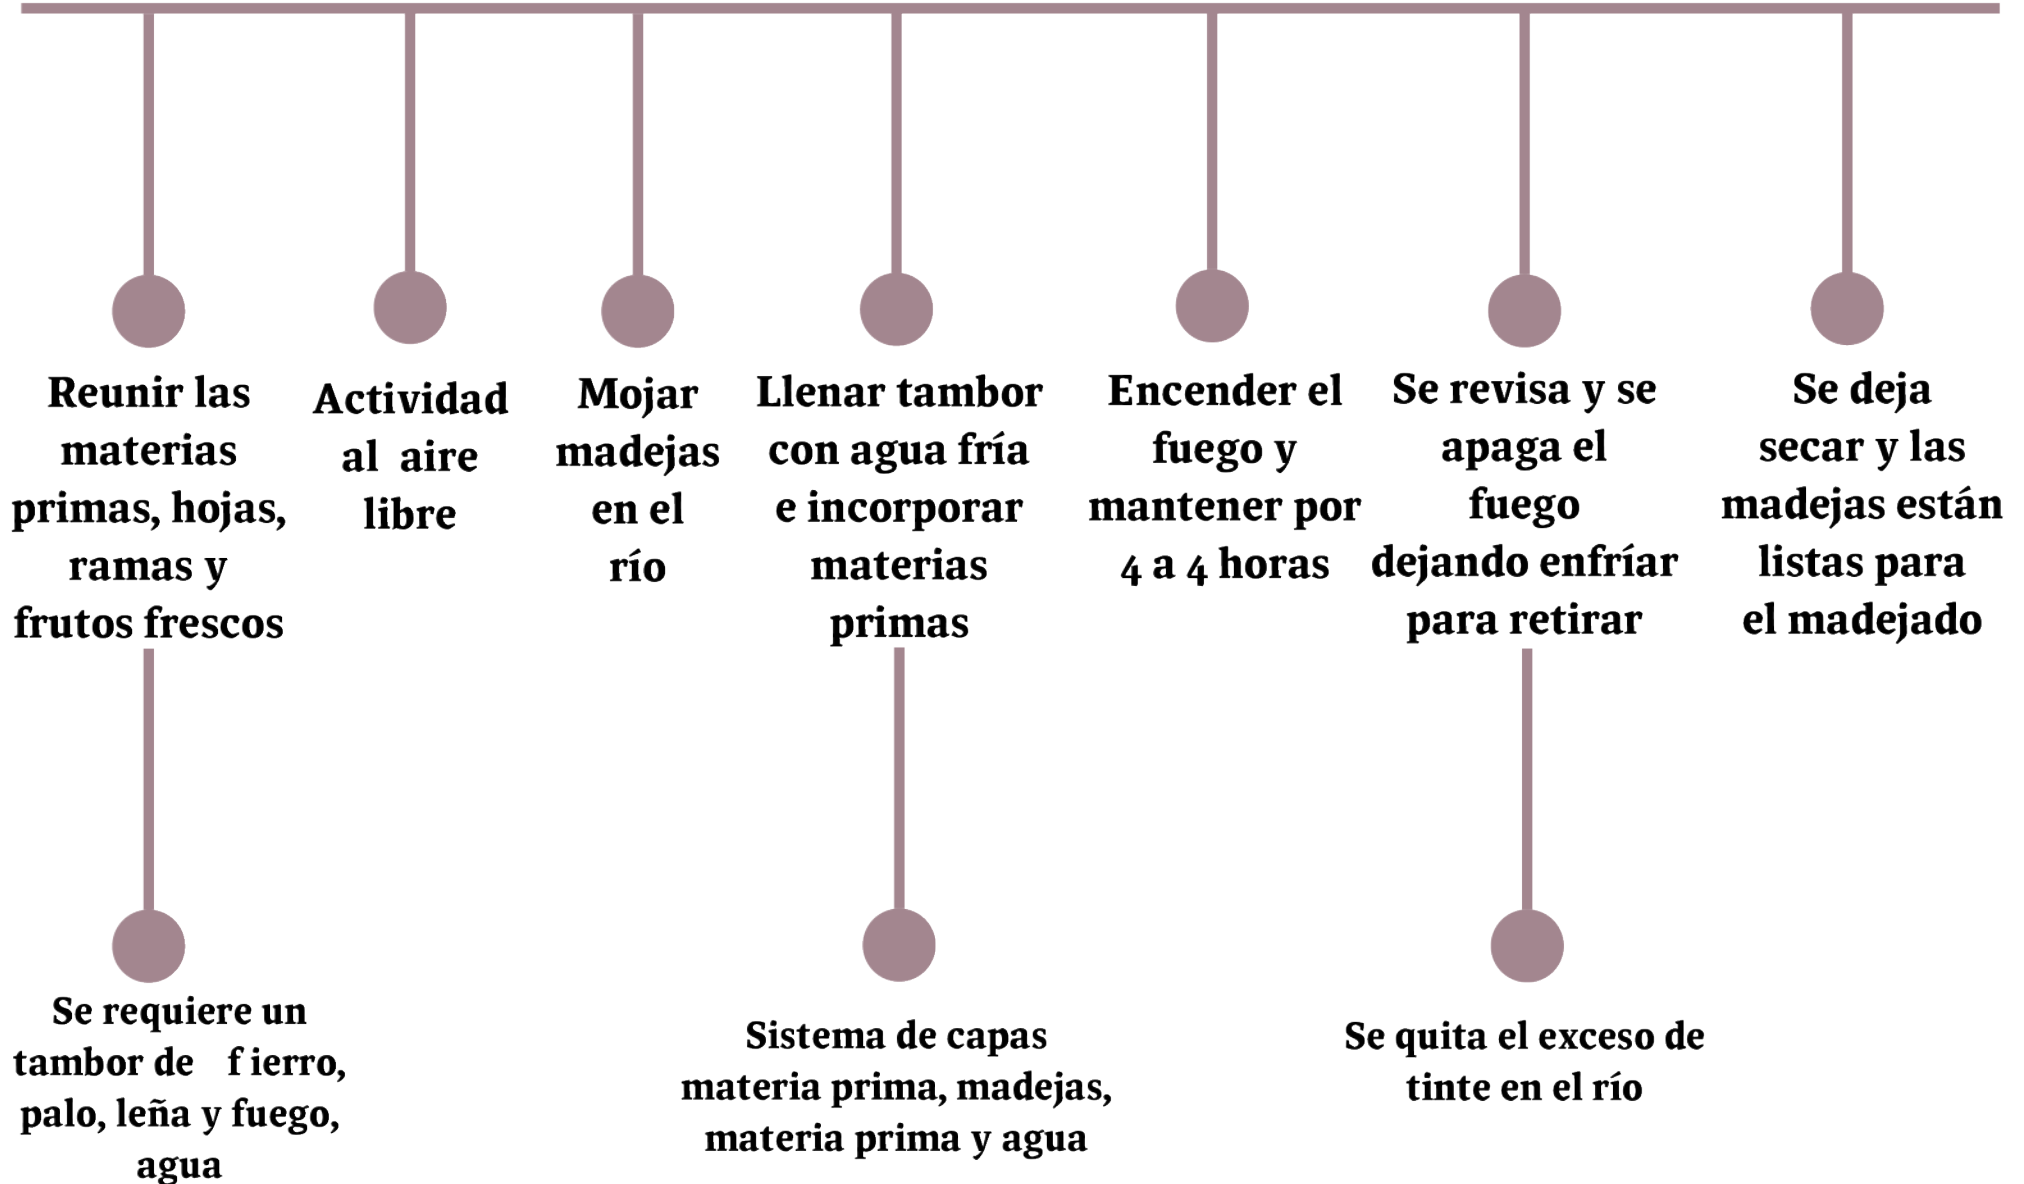 Reunir las
materias
primas, hojas,
ramas y
frutos frescos
Actividad
al aire
libre
Mojar
madejas
en el
río
Llenar tambor
con agua fría
e incorporar
materias
primas
Encender el
fuego y
mantener por
4 a 4 horas
Se revisa y se
apaga el
fuego
dejando enfríar
para retirar
Se deja
secar y las
madejas están
listas para
el madejado
Se requiere un
tambor de f ierro,
palo, leña y fuego,
agua
Sistema de capas
materia prima, madejas,
materia prima y agua
Se quita el exceso de
tinte en el río